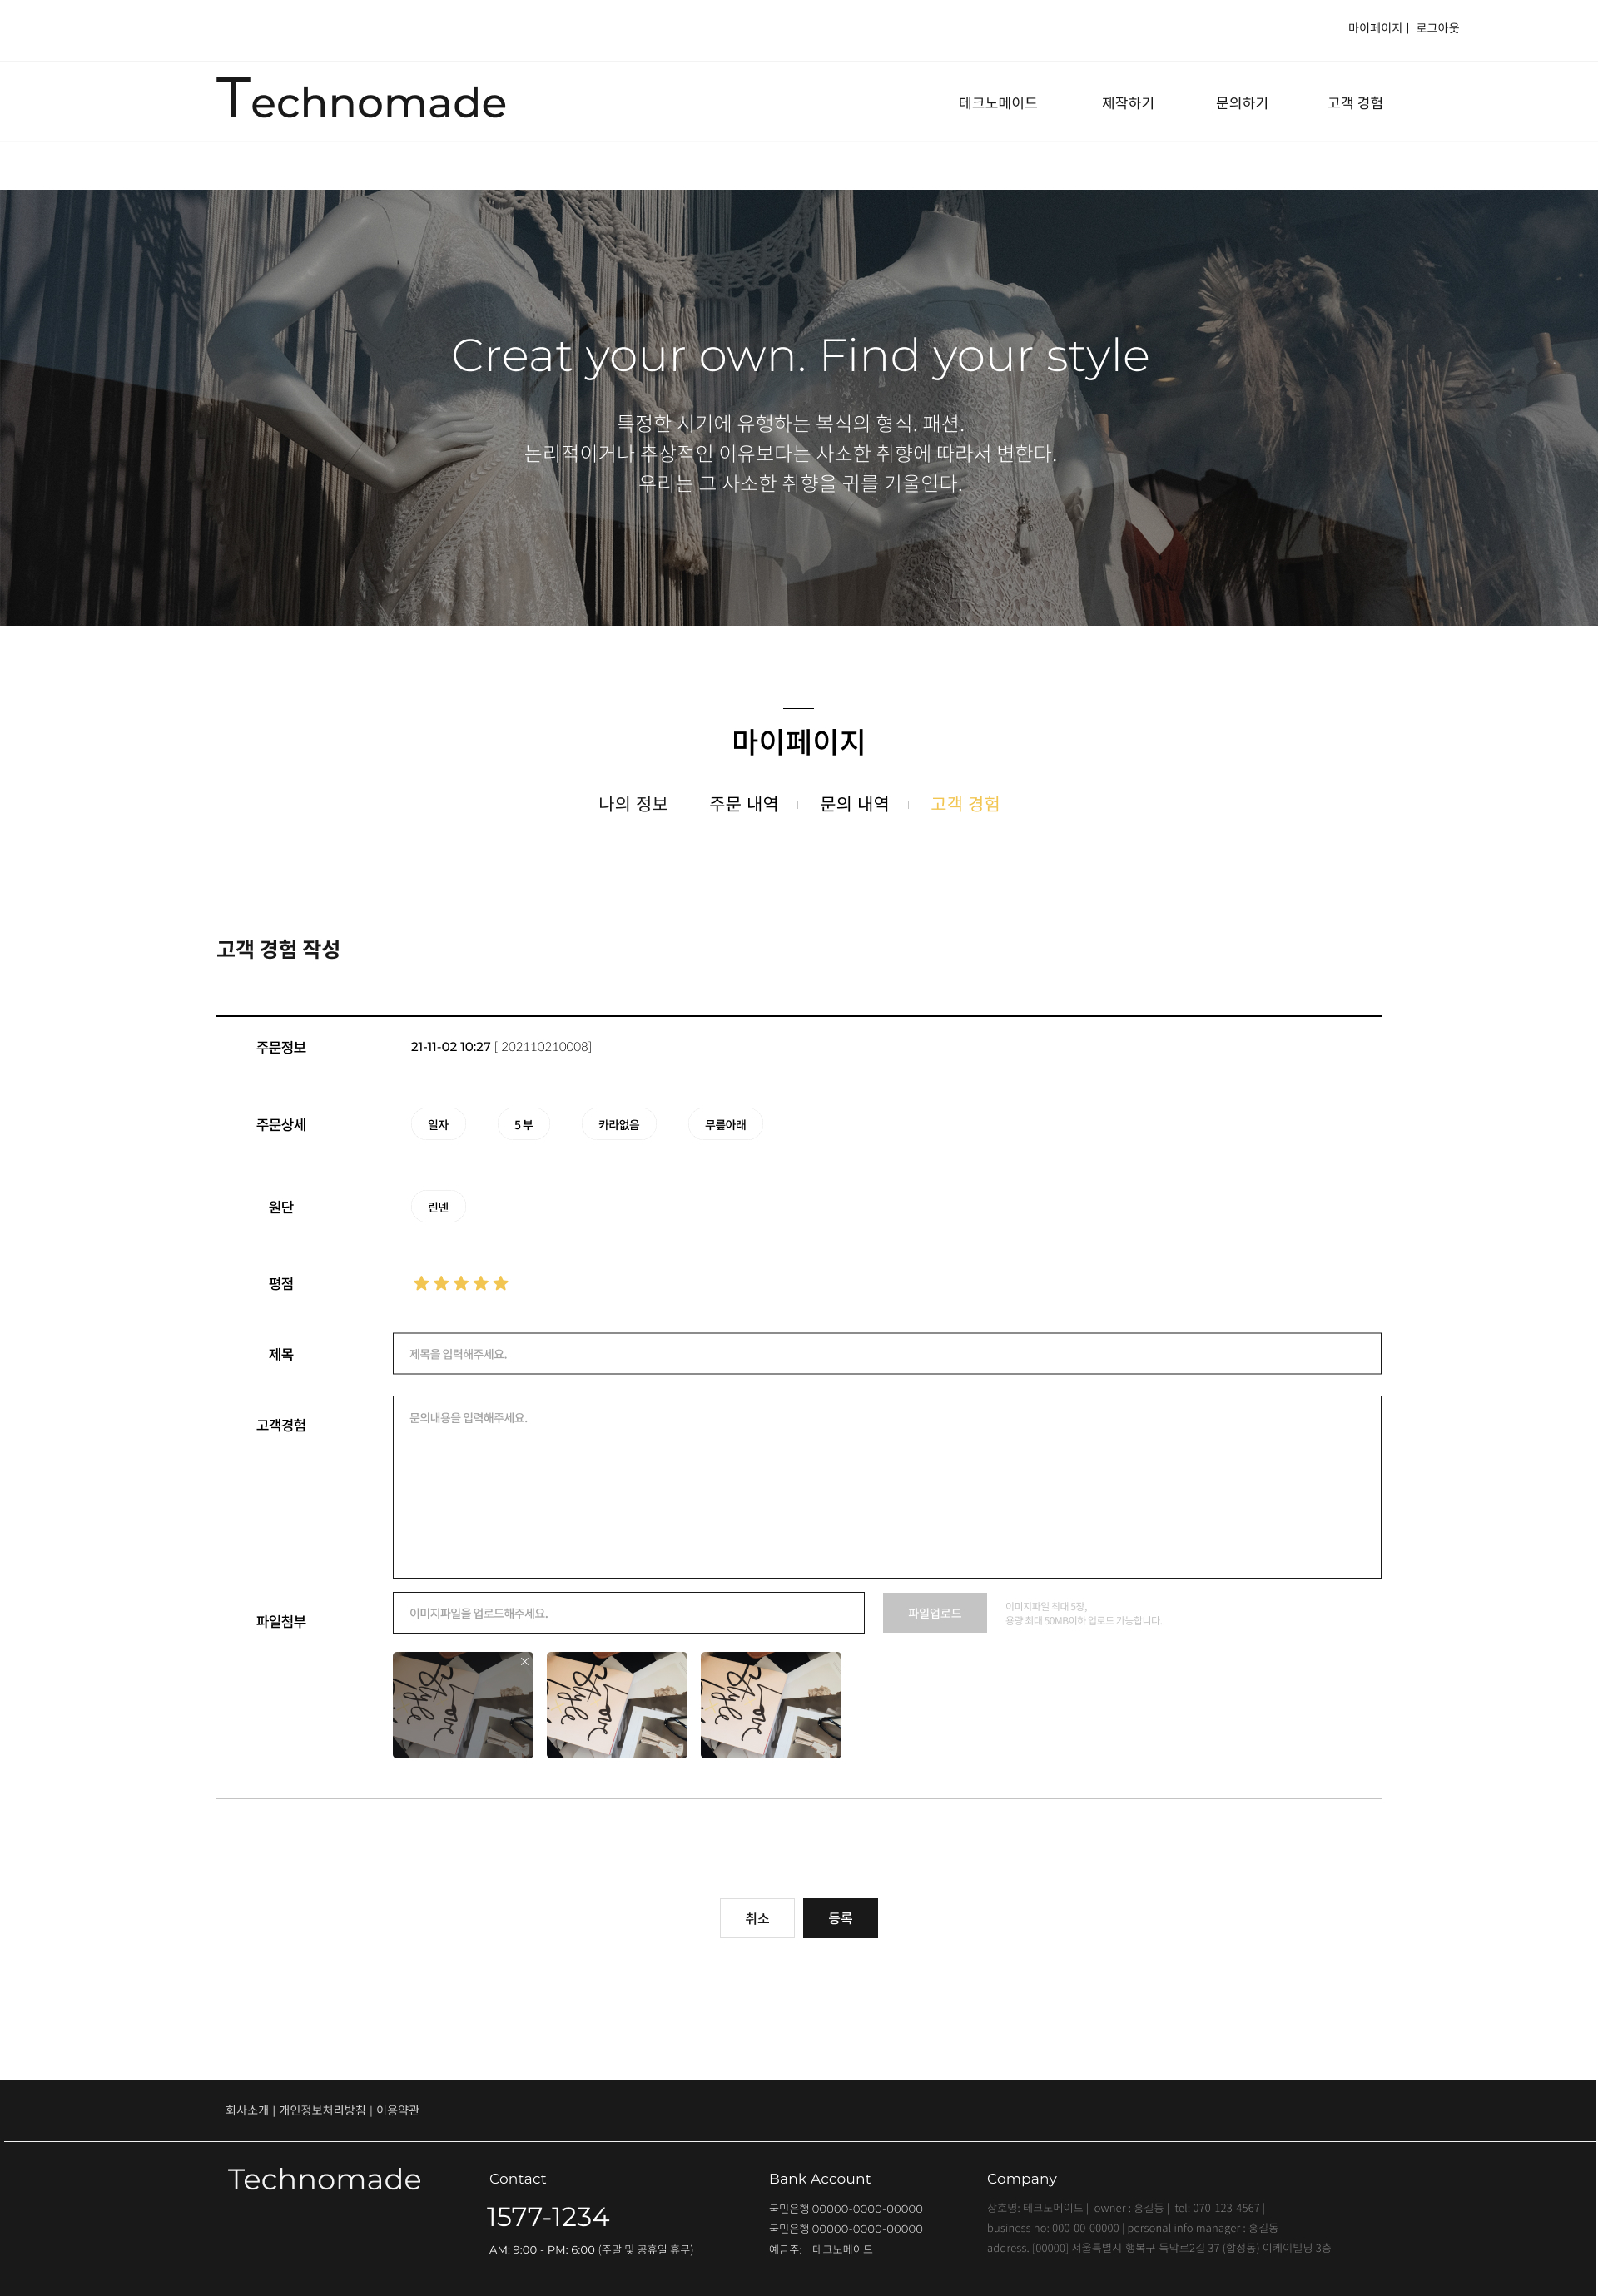 마이페이지 | 로그아웃
Technomade
테크노메이드 제작하기 문의하기 고객 경험
Creat your own. Find your style
특정한 시기에 유행하는 복식의 형식. 패션.
논리적이거나 추상적인 이유보다는 사소한 취향에 따라서 변한다.
우리는 그 사소한 취향을 귀를 기울인다.
마이페이지
나의 정보 | 주문 내역 | 문의 내역 | 고객 경험
고객 경험 작성
주문정보 21-11-02 10:27 [ 202110210008]
주문상세 일자 5 부 카라없음 무릎아래
원단 린넨
평점
제목 제목을 입력해주세요.
고객경험 문의내용을 입력해주세요.
파일첨부 이미지파일을 업로드해주세요. 파일업로드
이미지파일 최대 5장,
용량 최대 50MB이하 업로드 가능합니다.
취소 등록
회사소개 | 개인정보처리방침 | 이용약관
Technomade
Contact
1577-1234
AM: 9:00 - PM: 6:00 (주말 및 공휴일 휴무)
Bank Account
국민은행 00000-0000-00000
국민은행 00000-0000-00000
예금주: 테크노메이드
Company
상호명: 테크노메이드 | owner : 홍길동 | tel: 070-123-4567 |
business no: 000-00-00000 | personal info manager : 홍길동
address. [00000] 서울특별시 행복구 독막로2길 37 (합정동) 이케이빌딩 3층